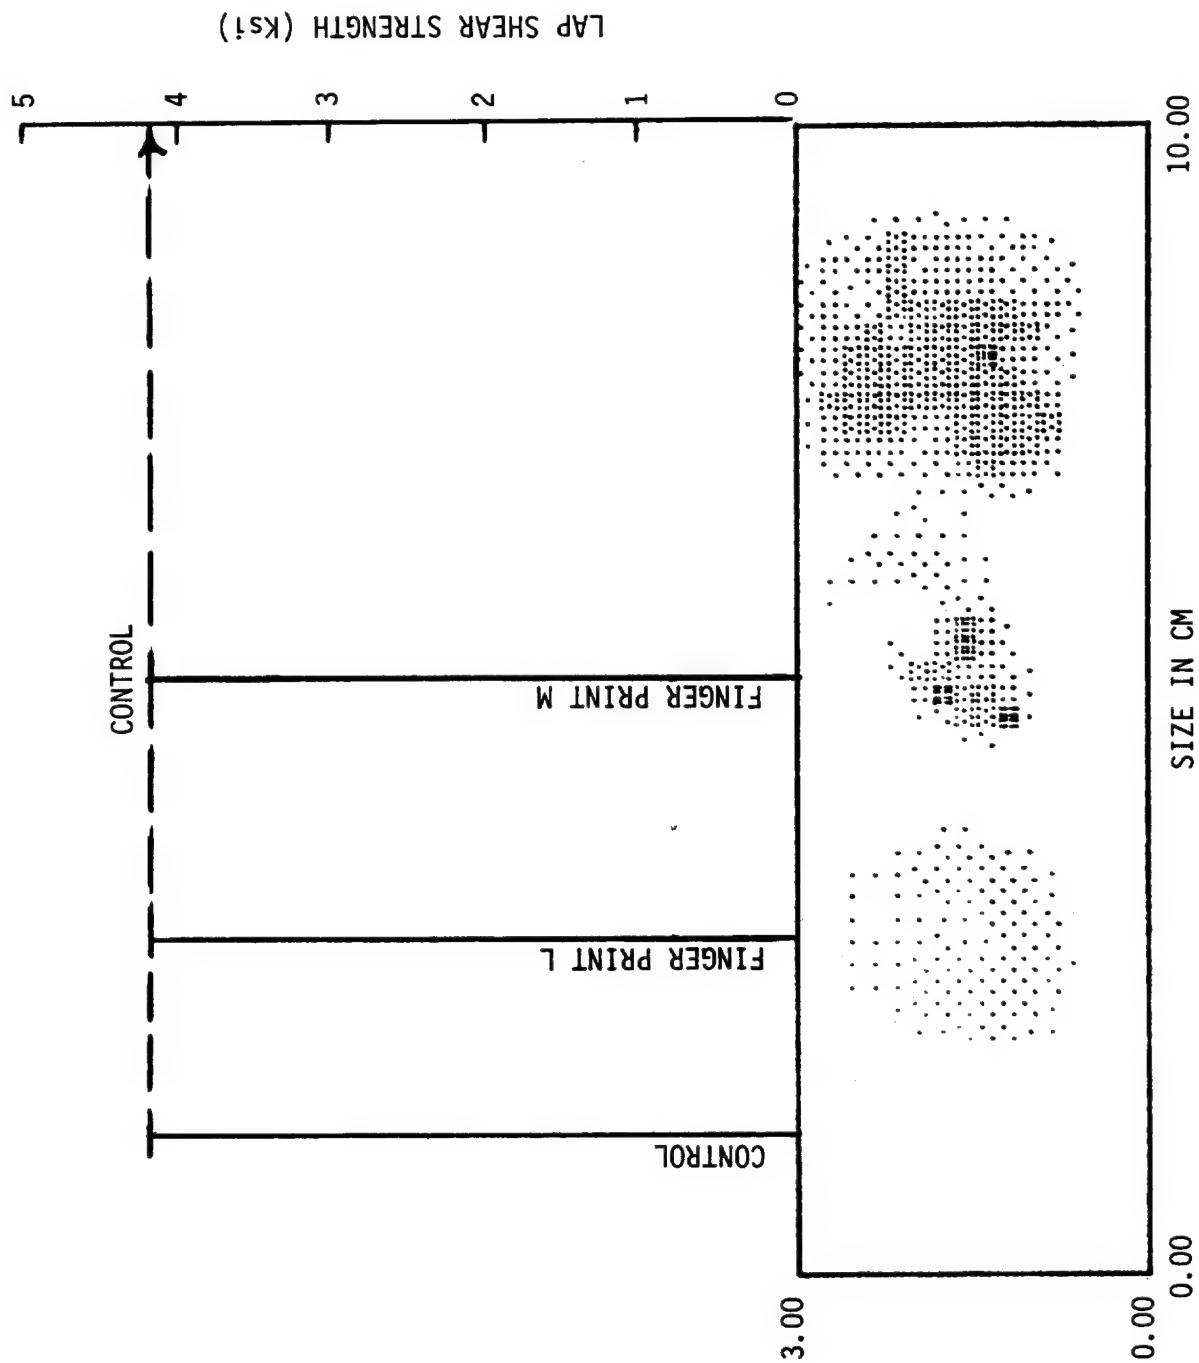 LAP SHEAR STRENGTH (Ksi)
5
4
3
2
1
0
CONTROL
FINGER PRINT M
FINGER PRINT L
CONTROL
3.00
0.00
0.00
SIZE IN CM
10.00